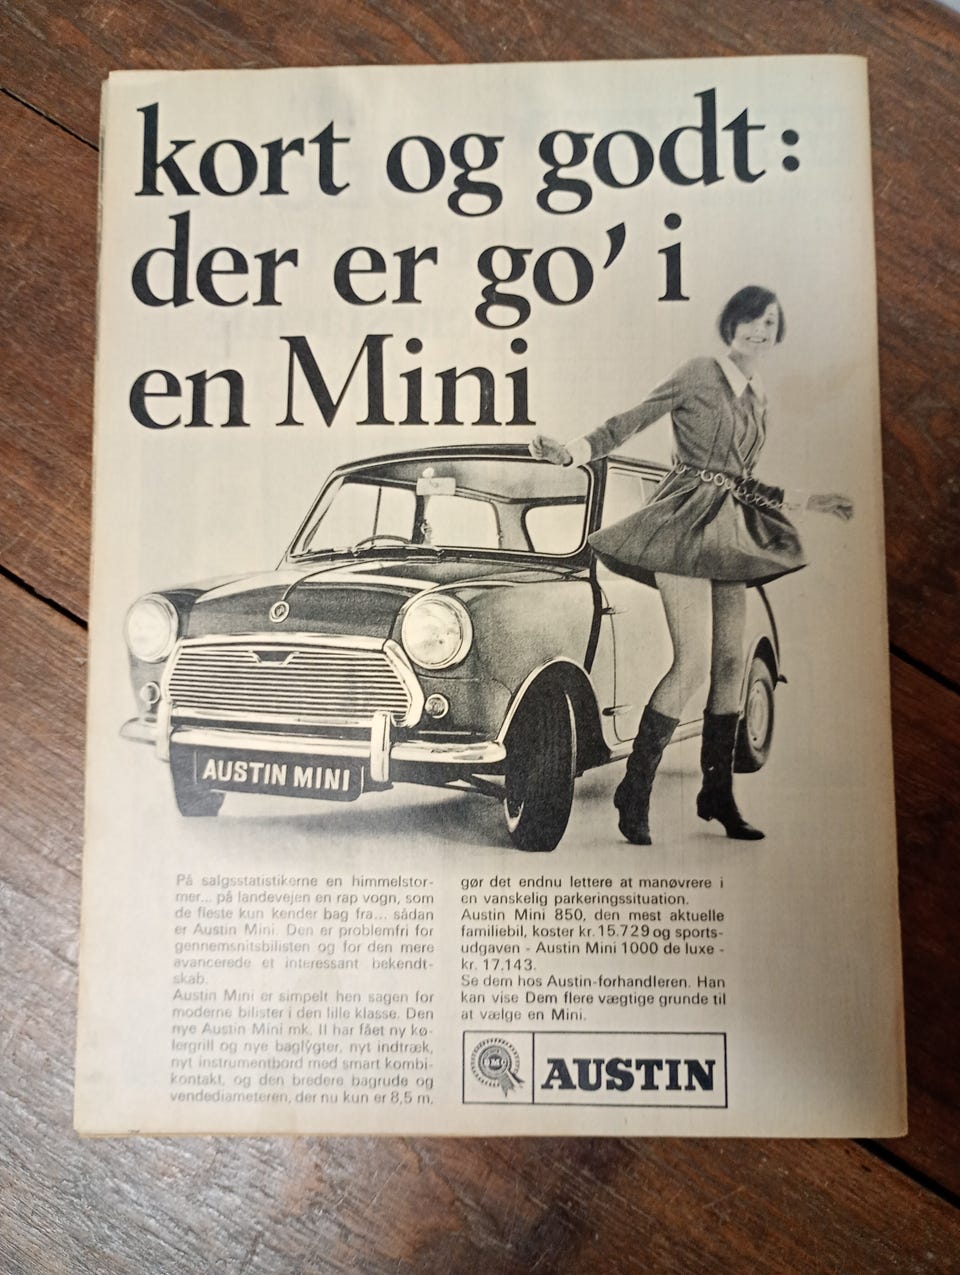 kort og godt:
der er go' i
en Mini
AUSTIN MINI
På salgsstatistikerne en himmelstor-
mer... på landevejen en rap vogn, som
de fleste kun kender bag fra... sådan
er Austin Mini. Den er problemfri for
gennemsnitsbilisten og for den mere
avancerede et interessant bekendt-
skab.
Austin Mini er simpelt hen sagen for
moderne bilister i den lille klasse. Den
nye Austin Mini mk. II har fået ny kø-
lergrill og nye baglygter, nyt indtræk,
nyt instrumentbord med smart kombi-
kontakt, og den bredere bagrude og
vendediameteren, der nu kun er 8,5 m,
gør det endnu lettere at manøvrere i
en vanskelig parkeringssituation.
Austin Mini 850, den mest aktuelle
familiebil, koster kr. 15.729 og sports-
udgaven - Austin Mini 1000 de luxe -
kr. 17.143.
Se dem hos Austin-forhandleren. Han
kan vise Dem flere vægtige grunde til
at vælge en Mini.
BMC
AUSTIN